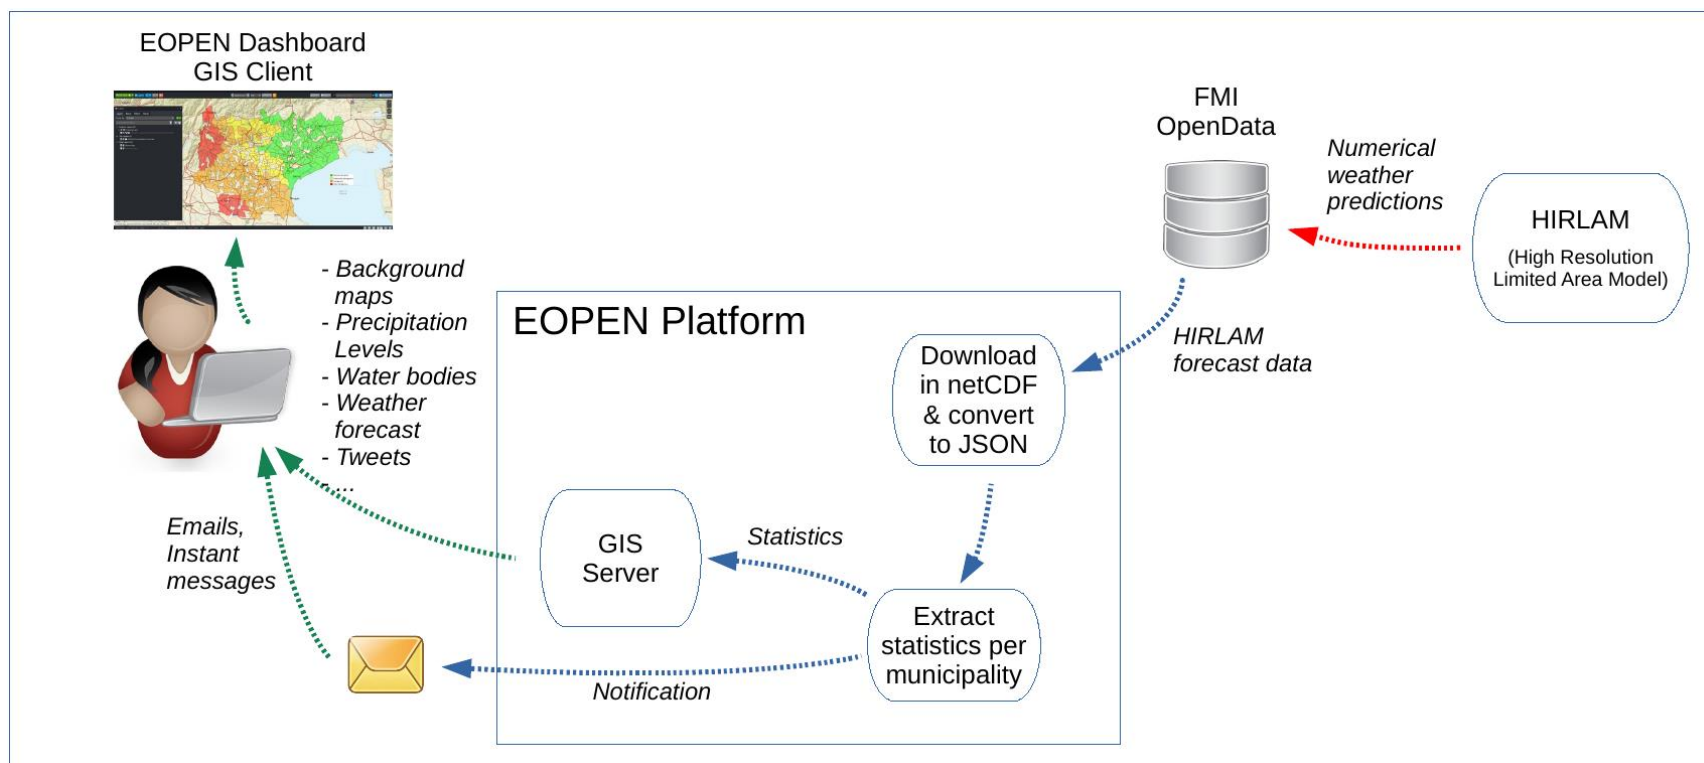 EOPEN Dashboard
GIS Client
FMI
OpenData
Numerical
weather
predictions
HIRLAM
(High Resolution
Limited Area Model)
- Background
maps
- Precipitation
Levels
- Water bodies
- Weather
forecast
- Tweets
- ...
EOPEN Platform
Download
in netCDF
& convert
to JSON
HIRLAM
forecast data
Emails,
Instant
messages
GIS
Server
Statistics
Extract
statistics per
municipality
Notification